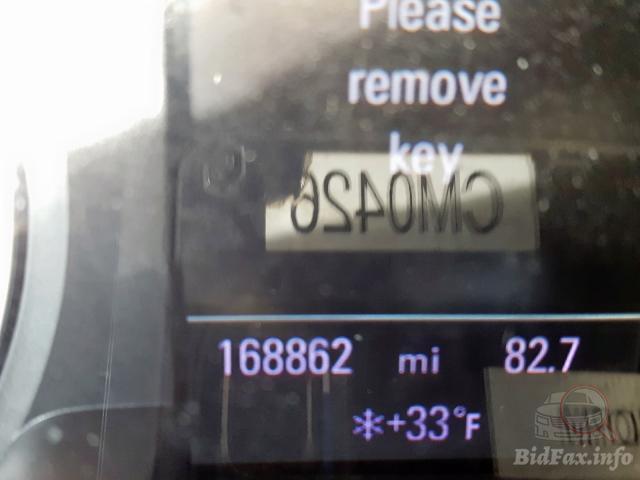 Please
remove
key
CM0426
168862 mi 82.7
+33°F
BidFax.info